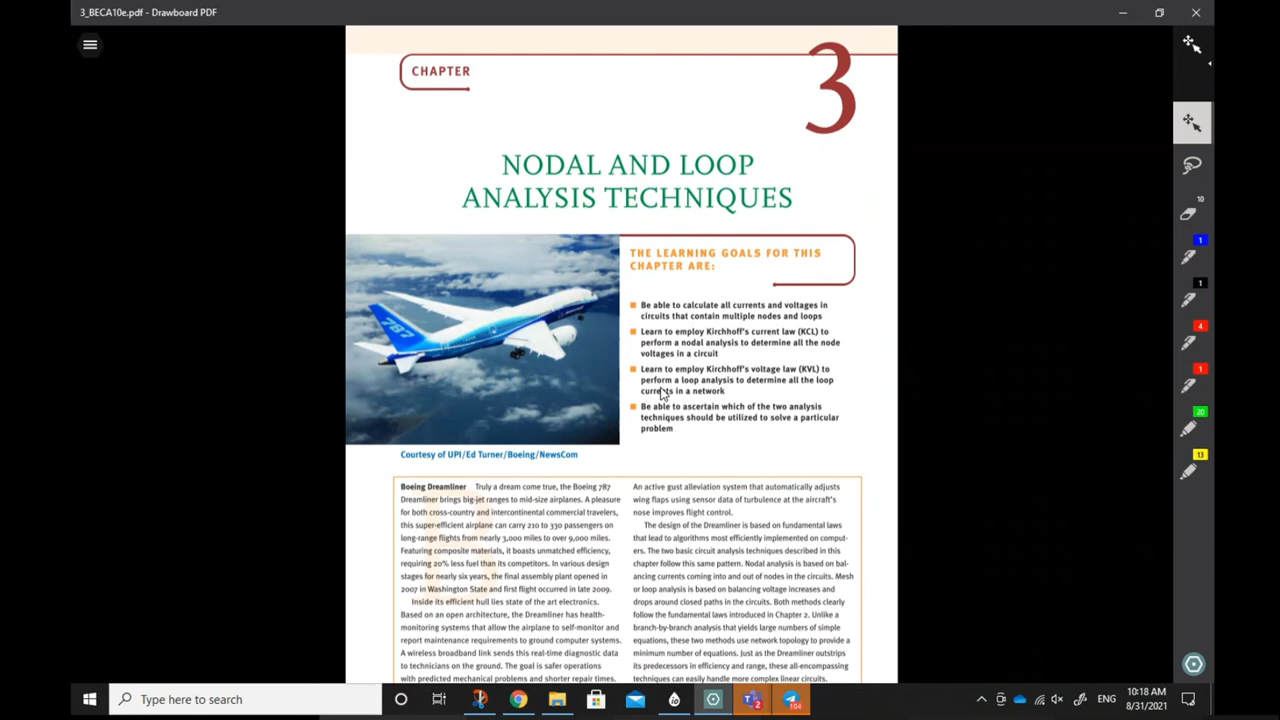 3_BECA10e.pdf - Drawboard PDF
CHAPTER
3
NODAL AND LOOP
ANALYSIS TECHNIQUES
787
THE LEARNING GOALS FOR THIS
CHAPTER ARE:
Be able to calculate all currents and voltages in
circuits that contain multiple nodes and loops
Learn to employ Kirchhoff's current law (KCL) to
perform a nodal analysis to determine all the node
voltages in a circuit
Learn to employ Kirchhoff's voltage law (KVL) to
perform a loop analysis to determine all the loop
currents in a network
Be able to ascertain which of the two analysis
techniques should be utilized to solve a particular
problem
Courtesy of UPI/Ed Turner/Boeing/NewsCom
Boeing Dreamliner Truly a dream come true, the Boeing 787
Dreamliner brings big-jet ranges to mid-size airplanes. A pleasure
for both cross-country and intercontinental commercial travelers,
this super-efficient airplane can carry 210 to 330 passengers on
long-range flights from nearly 3,000 miles to over 9,000 miles.
Featuring composite materials, it boasts unmatched efficiency,
requiring 20% less fuel than its competitors. In various design
stages for nearly six years, the final assembly plant opened in
2007 in Washington State and first flight occurred in late 2009.
Inside its efficient hull lies state of the art electronics.
Based on an open architecture, the Dreamliner has health-
monitoring systems that allow the airplane to self-monitor and
report maintenance requirements to ground computer systems.
A wireless broadband link sends this real-time diagnostic data
to technicians on the ground. The goal is safer operations
with predicted mechanical problems and shorter repair times.
An active gust alleviation system that automatically adjusts
wing flaps using sensor data of turbulence at the aircraft's
nose improves flight control.
The design of the Dreamliner is based on fundamental laws
that lead to algorithms most efficiently implemented on comput-
ers. The two basic circuit analysis techniques described in this
chapter follow this same pattern. Nodal analysis is based on bal-
ancing currents coming into and out of nodes in the circuits. Mesh
or loop analysis is based on balancing voltage increases and
drops around closed paths in the circuits. Both methods clearly
follow the fundamental laws introduced in Chapter 2. Unlike a
branch-by-branch analysis that yields large numbers of simple
equations, these two methods use network topology to provide a
minimum number of equations. Just as the Dreamliner outstrips
its predecessors in efficiency and range, these all-encompassing
techniques can easily handle more complex linear circuits.
10
1
1
4
1
20
13
Type here to search
2
104
ENG
10:18 AM
8/31/2021